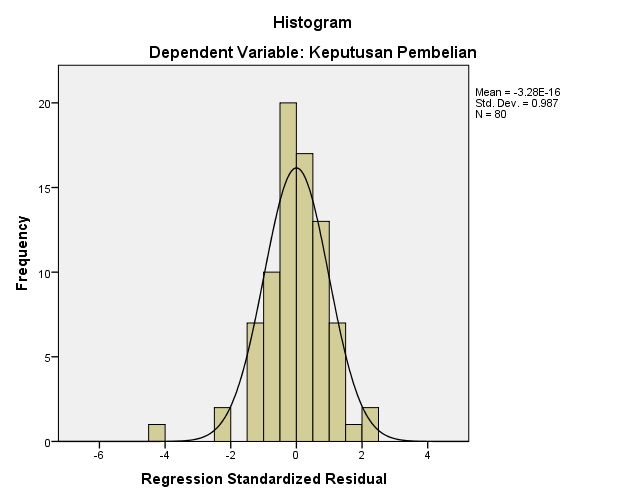 Histogram
Dependent Variable: Keputusan Pembelian
Mean = -3.28E-16
Std. Dev. = 0.987
N = 80
Frequency
20
15
10
5
0
-6
-4
-2
0
2
4
Regression Standardized Residual